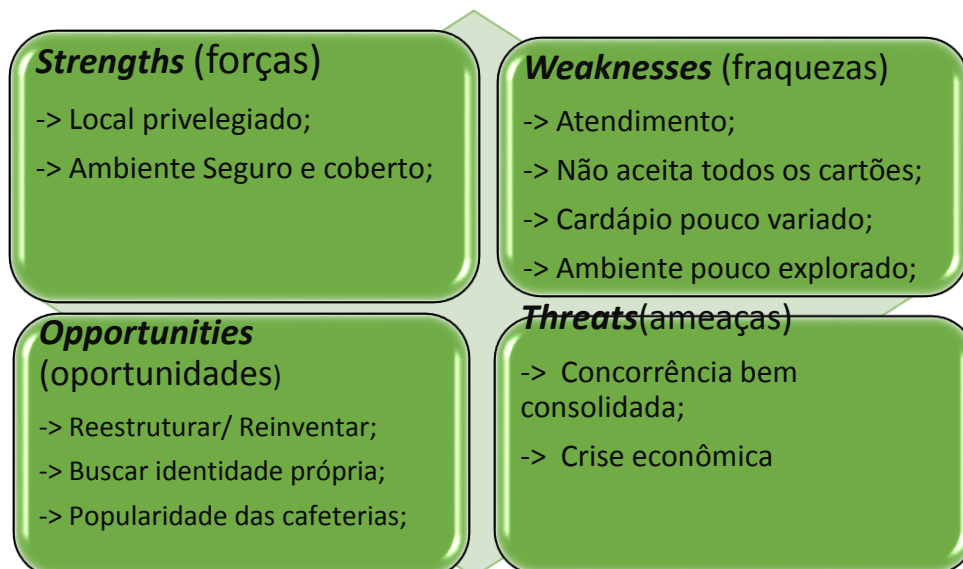 Strengths (forças)
-> Local privelegiado;
-> Ambiente Seguro e coberto;
Weaknesses (fraquezas)
-> Atendimento;
-> Não aceita todos os cartões;
-> Cardápio pouco variado;
-> Ambiente pouco explorado;
Opportunities
(oportunidades)
-> Reestruturar/ Reinventar;
-> Buscar identidade própria;
-> Popularidade das cafeterias;
Threats(ameaças)
-> Concorrência bem
consolidada;
-> Crise econômica